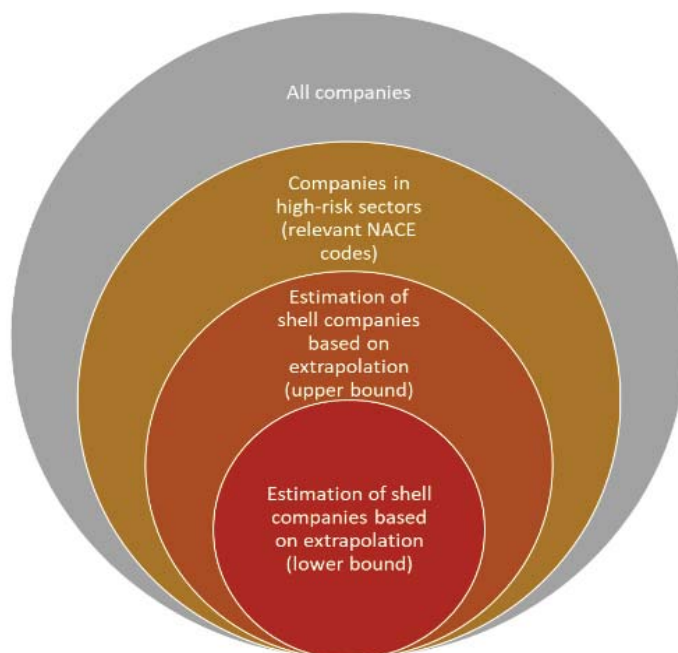 All companies
Companies in
high-risk sectors
(relevant NACE
codes)
Estimation of
shell companies
based on
extrapolation
(upper bound)
Estimation of shell
companies based
on extrapolation
(lower bound)